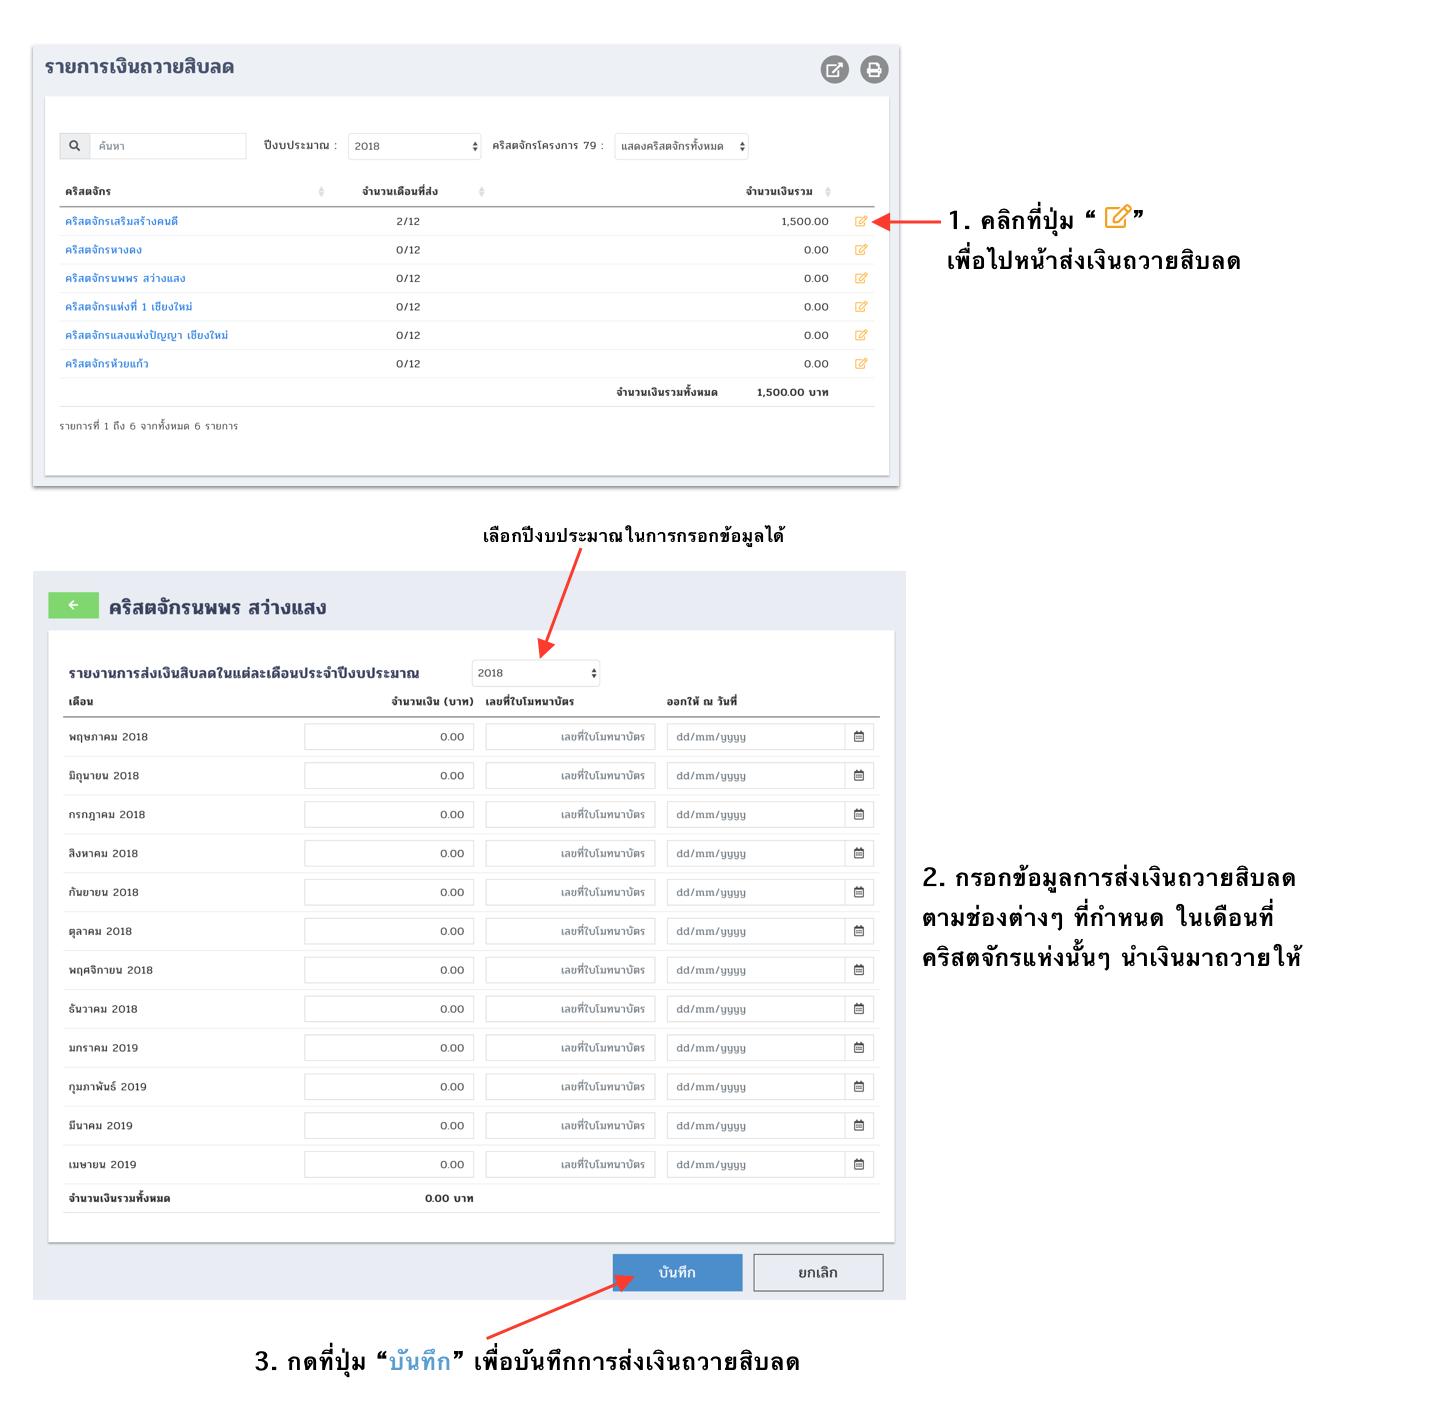 รายการเงินถวายสิบลด
ค้นหา ปีงบประมาณ : 2018 คริสตจักรโครงการ 79 : แสดงคริสตจักรทั้งหมด
คริสตจักร จำนวนเดือนที่ส่ง จำนวนเงินรวม
คริสตจักรเสริมสร้างคนดี 2/12 1,500.00
คริสตจักรหางดง 0/12 0.00
คริสตจักรนพพร สว่างแสง 0/12 0.00
คริสตจักรแห่งที่ 1 เชียงใหม่ 0/12 0.00
คริสตจักรแสงแห่งปัญญา เชียงใหม่ 0/12 0.00
คริสตจักรห้วยแก้ว 0/12 0.00
จำนวนเงินรวมทั้งหมด 1,500.00 บาท
รายการที่ 1 ถึง 6 จากทั้งหมด 6 รายการ
1. คลิกที่ปุ่ม “ ”
เพื่อไปหน้าส่งเงินถวายสิบลด
เลือกปีงบประมาณในการกรอกข้อมูลได้
คริสตจักรนพพร สว่างแสง
รายงานการส่งเงินสิบลดในแต่ละเดือนประจำปีงบประมาณ 2018
เดือน จำนวนเงิน (บาท) เลขที่ใบโมทนาบัตร ออกให้ ณ วันที่
พฤษภาคม 2018 0.00 เลขที่ใบโมทนาบัตร dd/mm/yyyy
มิถุนายน 2018 0.00 เลขที่ใบโมทนาบัตร dd/mm/yyyy
กรกฎาคม 2018 0.00 เลขที่ใบโมทนาบัตร dd/mm/yyyy
สิงหาคม 2018 0.00 เลขที่ใบโมทนาบัตร dd/mm/yyyy
กันยายน 2018 0.00 เลขที่ใบโมทนาบัตร dd/mm/yyyy
ตุลาคม 2018 0.00 เลขที่ใบโมทนาบัตร dd/mm/yyyy
พฤศจิกายน 2018 0.00 เลขที่ใบโมทนาบัตร dd/mm/yyyy
ธันวาคม 2018 0.00 เลขที่ใบโมทนาบัตร dd/mm/yyyy
มกราคม 2019 0.00 เลขที่ใบโมทนาบัตร dd/mm/yyyy
กุมภาพันธ์ 2019 0.00 เลขที่ใบโมทนาบัตร dd/mm/yyyy
มีนาคม 2019 0.00 เลขที่ใบโมทนาบัตร dd/mm/yyyy
เมษายน 2019 0.00 เลขที่ใบโมทนาบัตร dd/mm/yyyy
จำนวนเงินรวมทั้งหมด 0.00 บาท
บันทึก ยกเลิก
2. กรอกข้อมูลการส่งเงินถวายสิบลด
ตามช่องต่างๆ ที่กำหนด ในเดือนที่
คริสตจักรแห่งนั้นๆ นำเงินมาถวายให้
3. กดที่ปุ่ม “บันทึก” เพื่อบันทึกการส่งเงินถวายสิบลด